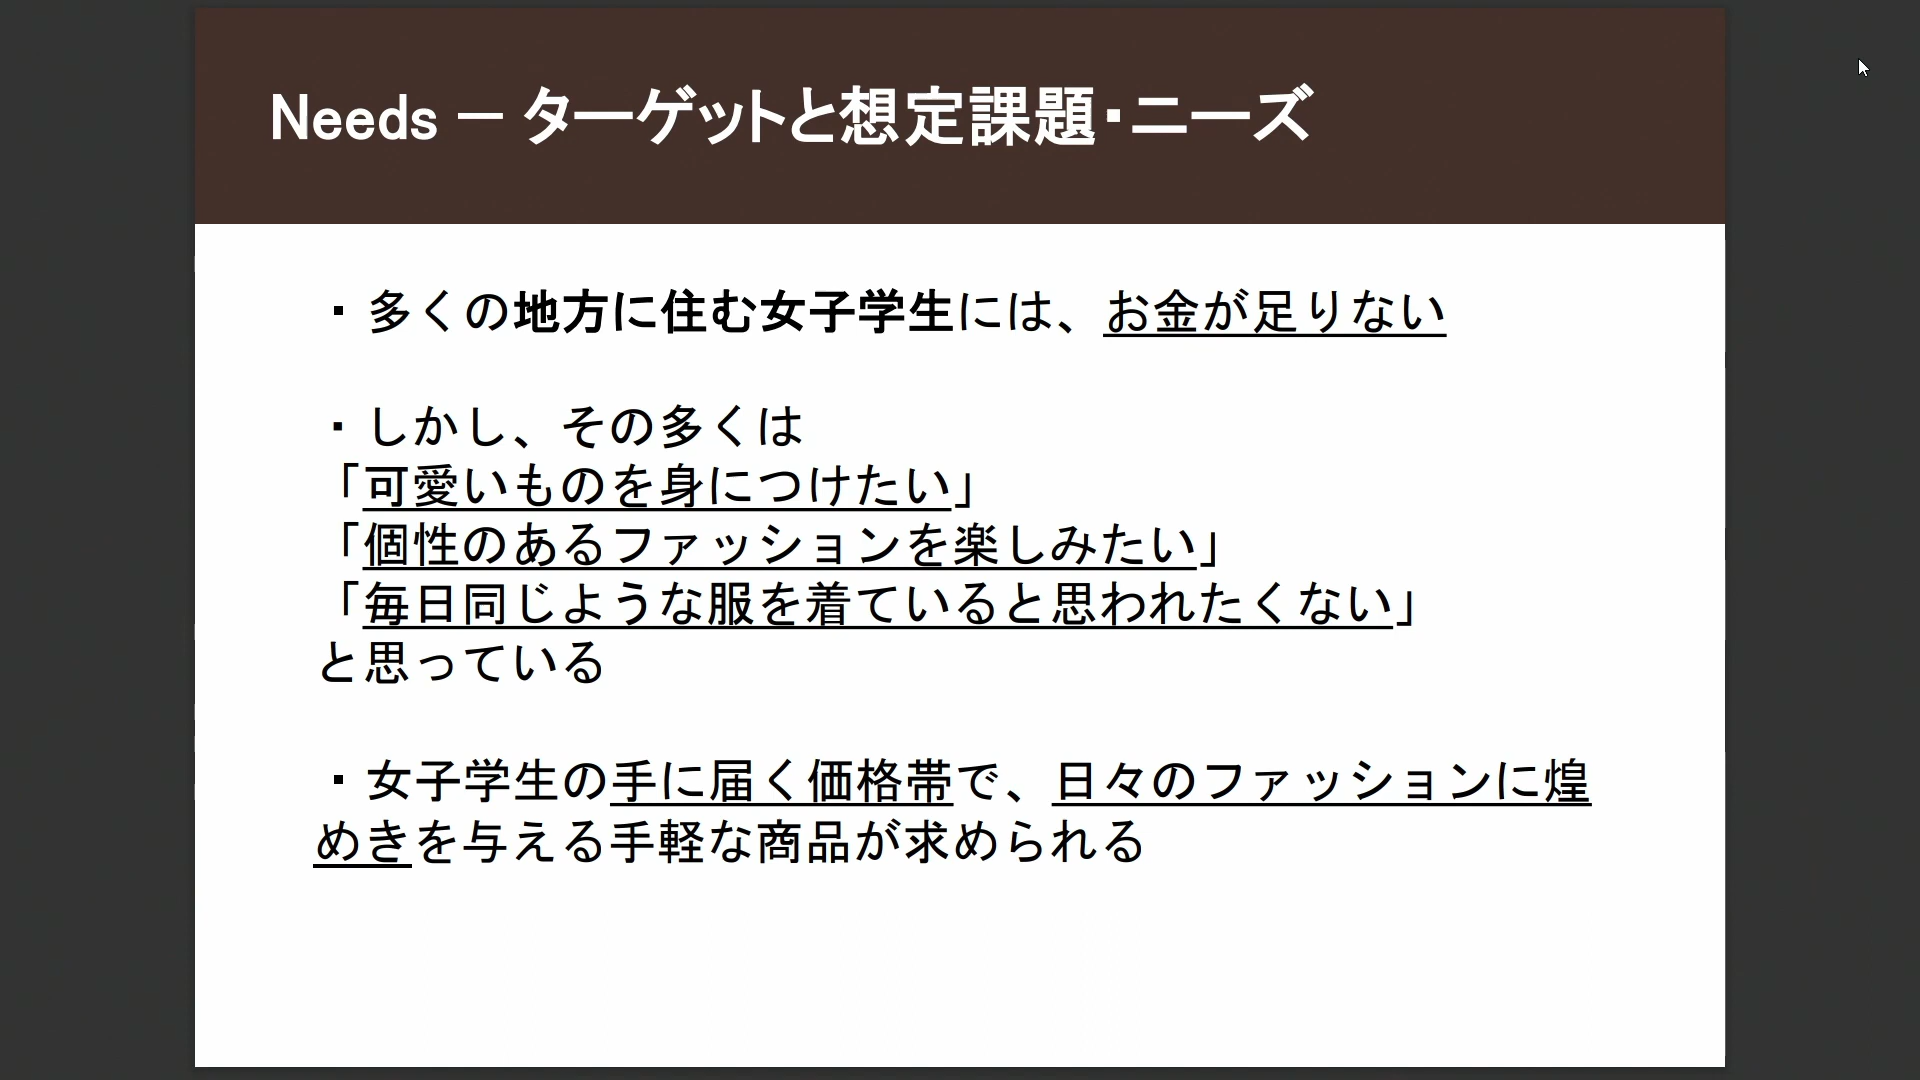 Needs － ターゲットと想定課題・ニーズ
・多くの地方に住む女子学生には、お金が足りない
・しかし、その多くは
「可愛いものを身につけたい」
「個性のあるファッションを楽しみたい」
「毎日同じような服を着ていると思われたくない」
と思っている
・女子学生の手に届く価格帯で、日々のファッションに煌
めきを与える手軽な商品が求められる